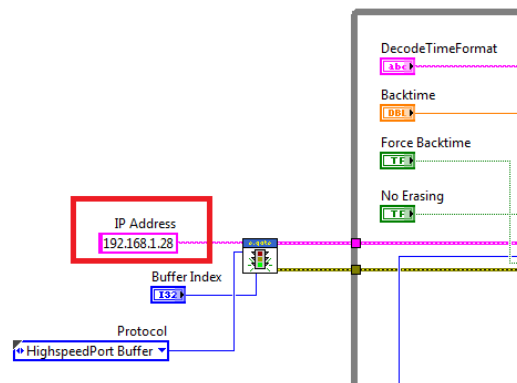 DecodeTimeFormat
abc
Backtime
DBL
Force Backtime
TF
No Erasing
TF
IP Address
192.168.1.28
e.gate
Buffer Index
I32
Protocol
HighspeedPort Buffer